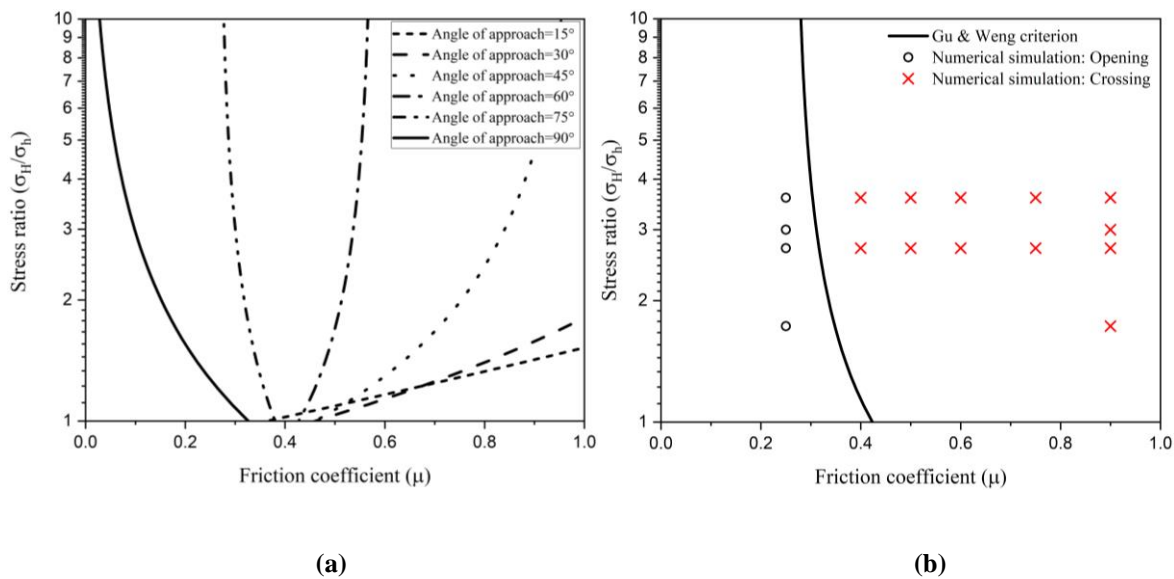 10
9
8
7
6
5
4
3
2
1
Stress ratio (σH/σh)
0.0 0.2 0.4 0.6 0.8 1.0
Friction coefficient (μ)
Angle of approach=15°
Angle of approach=30°
Angle of approach=45°
Angle of approach=60°
Angle of approach=75°
Angle of approach=90°
(a)
10
9
8
7
6
5
4
3
2
1
Stress ratio (σH/σh)
0.0 0.2 0.4 0.6 0.8 1.0
Friction coefficient (μ)
Gu & Weng criterion
Numerical simulation: Opening
Numerical simulation: Crossing
(b)